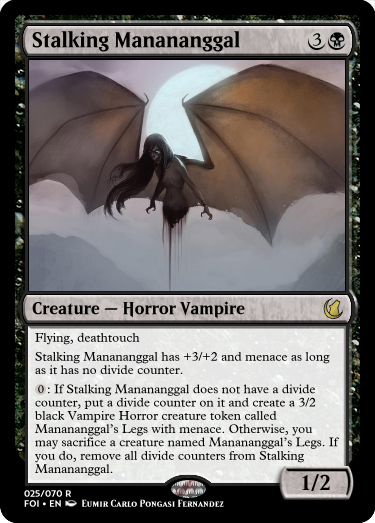 Stalking Manananggal 3
Creature — Horror Vampire
Flying, deathtouch
Stalking Manananggal has +3/+2 and menace as long
as it has no divide counter.
0: If Stalking Manananggal does not have a divide
counter, put a divide counter on it and create a 3/2
black Vampire Horror creature token called
Manananggal's Legs with menace. Otherwise, you
may sacrifice a creature named Manananggal's Legs. If
you do, remove all divide counters from Stalking
Manananggal.
1/2
025/070 R
FOI • EN Eumir Carlo Pongasi Fernandez